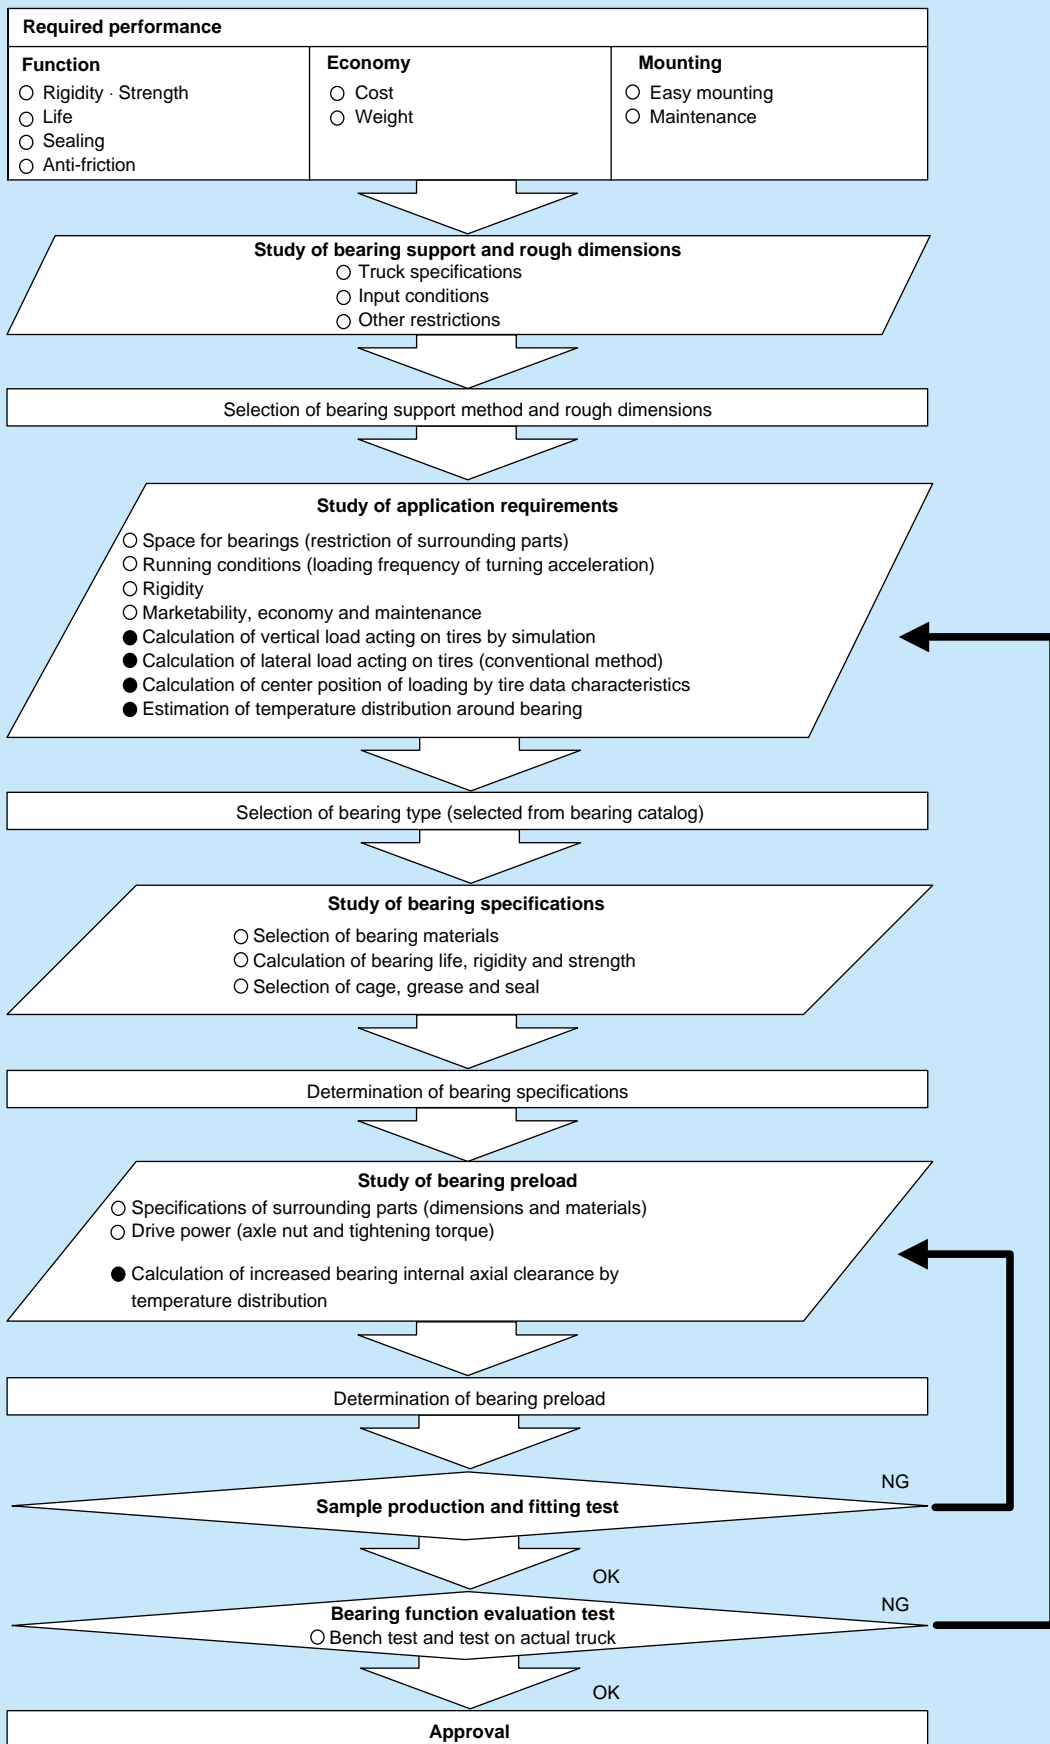 Required performance
Function
○ Rigidity · Strength
○ Life
○ Sealing
○ Anti-friction
Economy
○ Cost
○ Weight
Mounting
○ Easy mounting
○ Maintenance
Study of bearing support and rough dimensions
○ Truck specifications
○ Input conditions
○ Other restrictions
Selection of bearing support method and rough dimensions
Study of application requirements
○ Space for bearings (restriction of surrounding parts)
○ Running conditions (loading frequency of turning acceleration)
○ Rigidity
○ Marketability, economy and maintenance
● Calculation of vertical load acting on tires by simulation
● Calculation of lateral load acting on tires (conventional method)
● Calculation of center position of loading by tire data characteristics
● Estimation of temperature distribution around bearing
Selection of bearing type (selected from bearing catalog)
Study of bearing specifications
○ Selection of bearing materials
○ Calculation of bearing life, rigidity and strength
○ Selection of cage, grease and seal
Determination of bearing specifications
Study of bearing preload
○ Specifications of surrounding parts (dimensions and materials)
○ Drive power (axle nut and tightening torque)
● Calculation of increased bearing internal axial clearance by
temperature distribution
Determination of bearing preload
NG
Sample production and fitting test
OK
NG
Bearing function evaluation test
○ Bench test and test on actual truck
OK
Approval